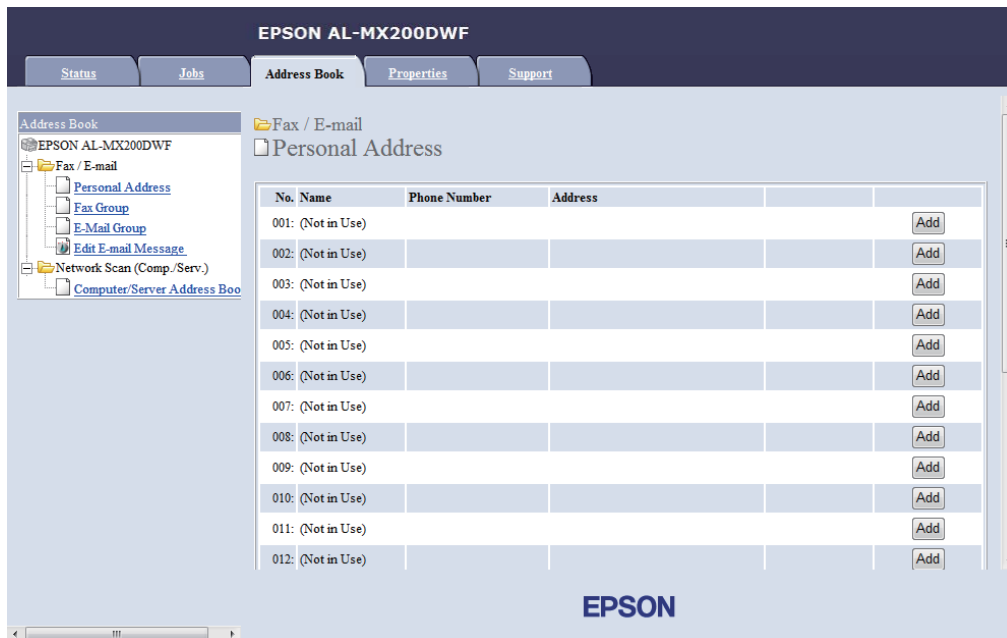 EPSON AL-MX200DWF
Status Jobs Address Book Properties Support
Address Book
EPSON AL-MX200DWF
Fax / E-mail
Personal Address
Fax Group
E-Mail Group
Edit E-mail Message
Network Scan (Comp./Serv.)
Computer/Server Address Boo
Fax / E-mail
Personal Address
No. Name Phone Number Address
001: (Not in Use) Add
002: (Not in Use) Add
003: (Not in Use) Add
004: (Not in Use) Add
005: (Not in Use) Add
006: (Not in Use) Add
007: (Not in Use) Add
008: (Not in Use) Add
009: (Not in Use) Add
010: (Not in Use) Add
011: (Not in Use) Add
012: (Not in Use) Add
EPSON